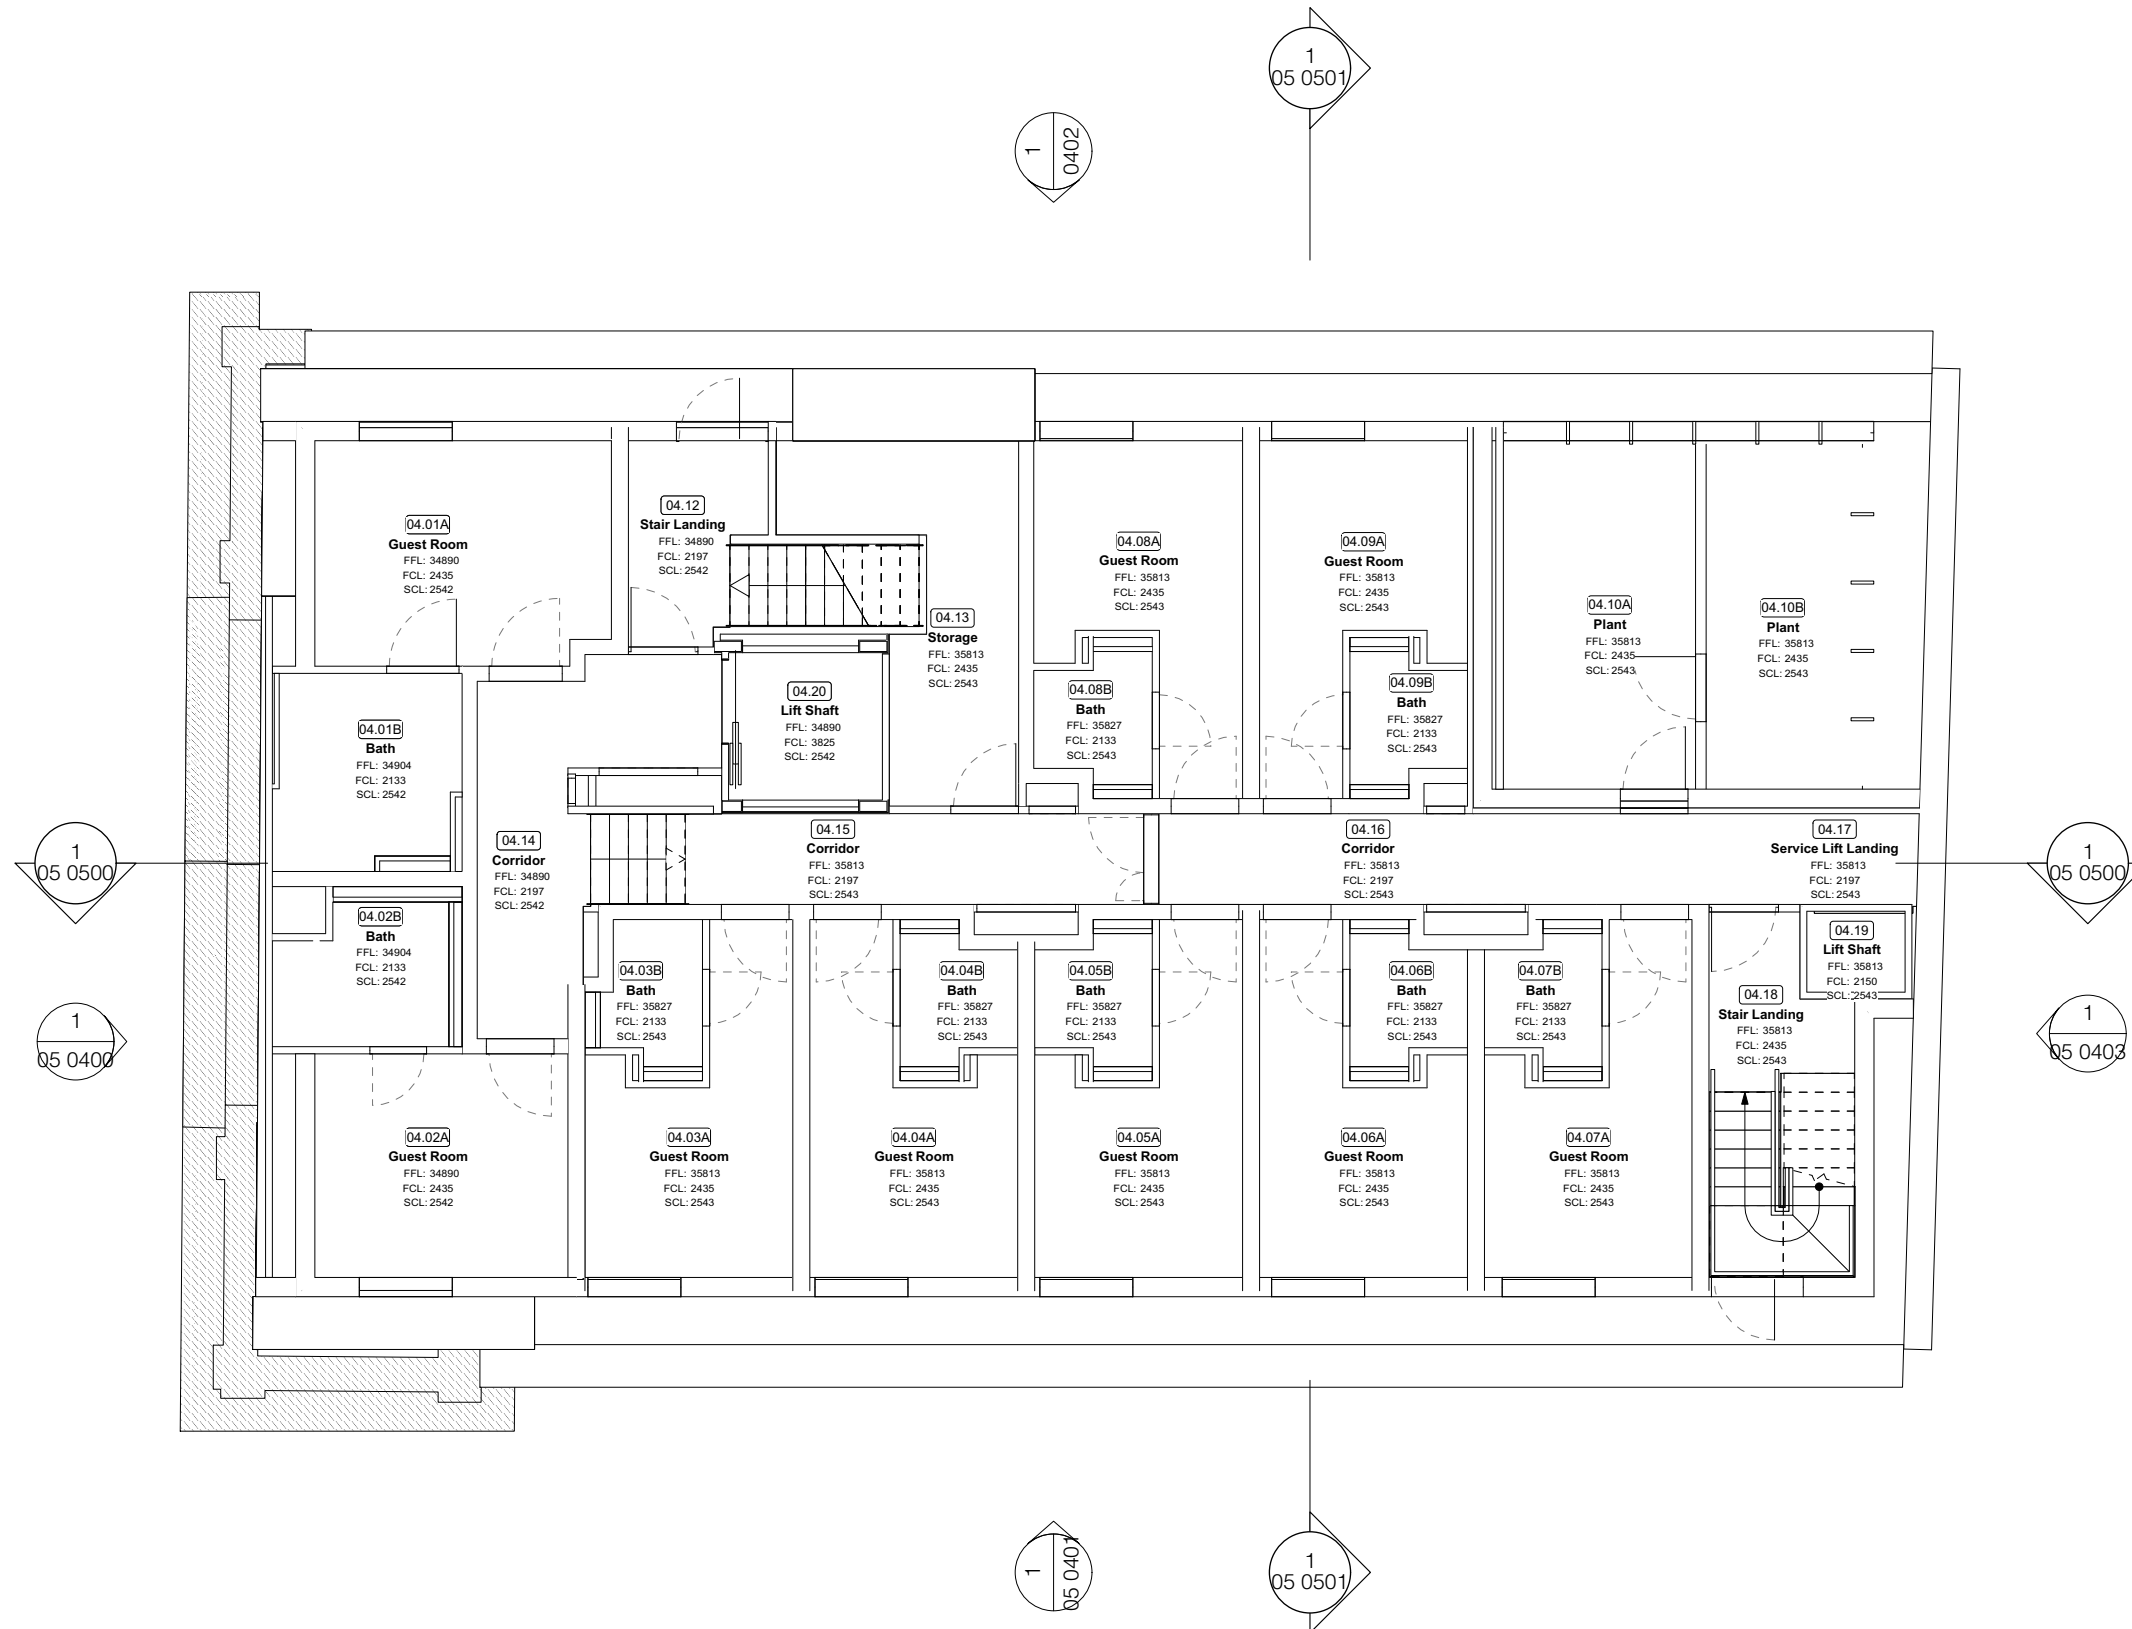 1
05 0501
1
0402
04.01A
Guest Room
FFL: 34890
FCL: 2435
SCL: 2542
04.12
Stair Landing
FFL: 34890
FCL: 2197
SCL: 2542
04.13
Storage
FFL: 35813
FCL: 2435
SCL: 2543
04.08A
Guest Room
FFL: 35813
FCL: 2435
SCL: 2543
04.09A
Guest Room
FFL: 35813
FCL: 2435
SCL: 2543
04.10A
Plant
FFL: 35813
FCL: 2435
SCL: 2543
04.10B
Plant
FFL: 35813
FCL: 2435
SCL: 2543
04.01B
Bath
FFL: 34904
FCL: 2133
SCL: 2542
04.20
Lift Shaft
FFL: 34890
FCL: 3825
SCL: 2542
04.08B
Bath
FFL: 35827
FCL: 2133
SCL: 2543
04.09B
Bath
FFL: 35827
FCL: 2133
SCL: 2543
1
05 0500
04.14
Corridor
FFL: 34890
FCL: 2197
SCL: 2542
04.15
Corridor
FFL: 35813
FCL: 2197
SCL: 2543
04.16
Corridor
FFL: 35813
FCL: 2197
SCL: 2543
04.17
Service Lift Landing
FFL: 35813
FCL: 2197
SCL: 2543
1
05 0500
04.02B
Bath
FFL: 34904
FCL: 2133
SCL: 2542
04.03B
Bath
FFL: 35827
FCL: 2133
SCL: 2543
04.04B
Bath
FFL: 35827
FCL: 2133
SCL: 2543
04.05B
Bath
FFL: 35827
FCL: 2133
SCL: 2543
04.06B
Bath
FFL: 35827
FCL: 2133
SCL: 2543
04.07B
Bath
FFL: 35827
FCL: 2133
SCL: 2543
04.19
Lift Shaft
FFL: 35813
FCL: 2150
SCL: 2543
04.18
Stair Landing
FFL: 35813
FCL: 2435
SCL: 2543
1
05 0400
1
05 0403
04.02A
Guest Room
FFL: 34890
FCL: 2435
SCL: 2542
04.03A
Guest Room
FFL: 35813
FCL: 2435
SCL: 2543
04.04A
Guest Room
FFL: 35813
FCL: 2435
SCL: 2543
04.05A
Guest Room
FFL: 35813
FCL: 2435
SCL: 2543
04.06A
Guest Room
FFL: 35813
FCL: 2435
SCL: 2543
04.07A
Guest Room
FFL: 35813
FCL: 2435
SCL: 2543
1
05 0401
1
05 0501